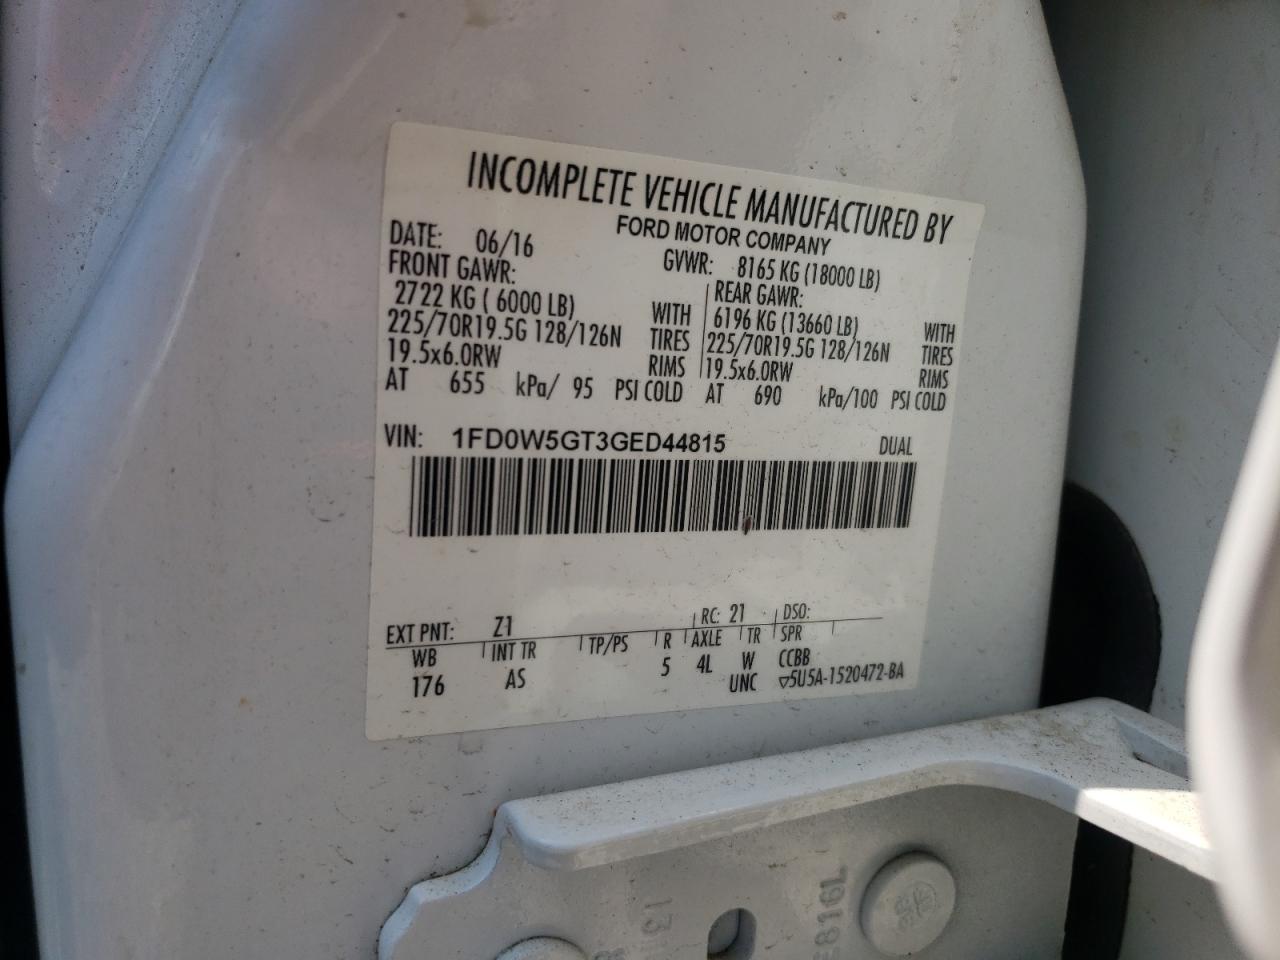 INCOMPLETE VEHICLE MANUFACTURED BY
FORD MOTOR COMPANY
DATE: 06/16 GVWR: 8165 KG (18000 LB)
FRONT GAWR: REAR GAWR:
2722 KG ( 6000 LB) WITH 6196 KG (13660 LB) WITH
225/70R19.5G 128/126N TIRES 225/70R19.5G 128/126N TIRES
19.5x6.0RW RIMS 19.5x6.0RW RIMS
AT 655 kPa/ 95 PSI COLD AT 690 kPa/100 PSI COLD
VIN: 1FD0W5GT3GED44815 DUAL
EXT PNT: Z1 RC: 21 DSO:
WB INT TR TP/PS R AXLE TR SPR
176 AS 5 4L W CCBB
UNC ▽5U5A-1520472-BA
816L